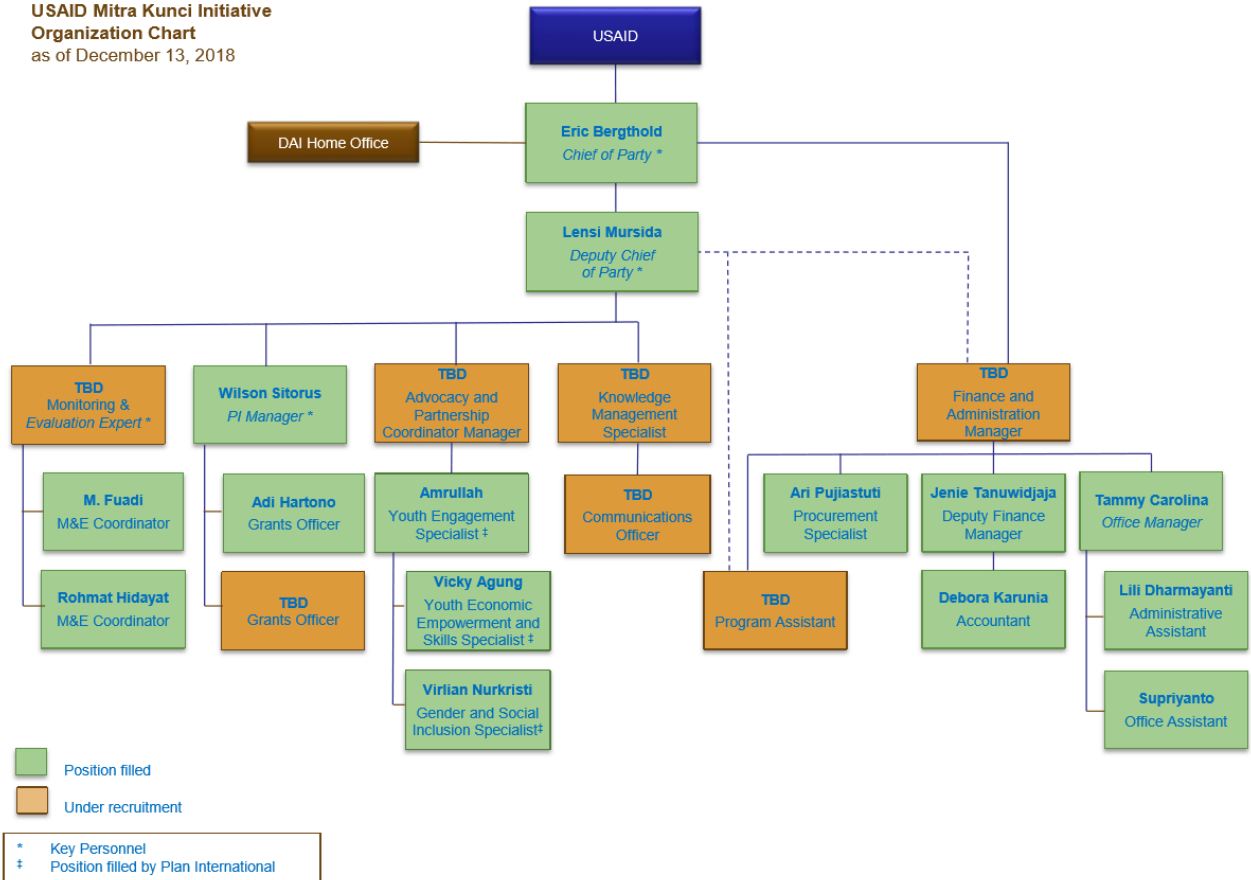 USAID Mitra Kunci Initiative
Organization Chart
as of December 13, 2018
USAID
DAI Home Office
Eric Bergthold
Chief of Party *
Lensi Mursida
Deputy Chief
of Party *
TBD
Monitoring &
Evaluation Expert *
Wilson Sitorus
PI Manager *
TBD
Advocacy and
Partnership
Coordinator Manager
TBD
Knowledge
Management
Specialist
TBD
Finance and
Administration
Manager
M. Fuadi
M&E Coordinator
Adi Hartono
Grants Officer
Amrullah
Youth Engagement
Specialist ‡
TBD
Communications
Officer
Ari Pujiastuti
Procurement
Specialist
Jenie Tanuwidjaja
Deputy Finance
Manager
Tammy Carolina
Office Manager
Rohmat Hidayat
M&E Coordinator
TBD
Grants Officer
Vicky Agung
Youth Economic
Empowerment and
Skills Specialist ‡
TBD
Program Assistant
Debora Karunia
Accountant
Lili Dharmayanti
Administrative
Assistant
Virlian Nurkristi
Gender and Social
Inclusion Specialist‡
Supriyanto
Office Assistant
Position filled
Under recruitment
* Key Personnel
‡ Position filled by Plan International